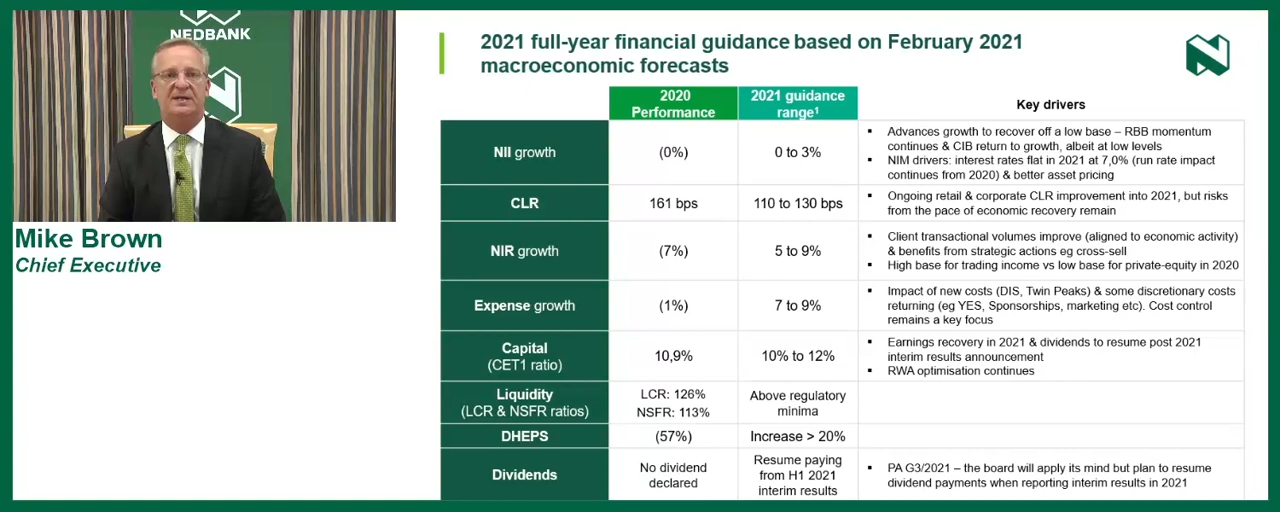 NEDBANK
Mike Brown
Chief Executive
2021 full-year financial guidance based on February 2021
macroeconomic forecasts
2020
Performance
2021 guidance
range¹
Key drivers
NII growth
(0%)
0 to 3%
▪ Advances growth to recover off a low base – RBB momentum
continues & CIB return to growth, albeit at low levels
▪ NIM drivers: interest rates flat in 2021 at 7,0% (run rate impact
continues from 2020) & better asset pricing
CLR
161 bps
110 to 130 bps
▪ Ongoing retail & corporate CLR improvement into 2021, but risks
from the pace of economic recovery remain
NIR growth
(7%)
5 to 9%
▪ Client transactional volumes improve (aligned to economic activity)
& benefits from strategic actions eg cross-sell
▪ High base for trading income vs low base for private-equity in 2020
Expense growth
(1%)
7 to 9%
▪ Impact of new costs (DIS, Twin Peaks) & some discretionary costs
returning (eg YES, Sponsorships, marketing etc). Cost control
remains a key focus
Capital
(CET1 ratio)
10,9%
10% to 12%
▪ Earnings recovery in 2021 & dividends to resume post 2021
interim results announcement
▪ RWA optimisation continues
Liquidity
(LCR & NSFR ratios)
LCR: 126%
NSFR: 113%
Above regulatory
minima
DHEPS
(57%)
Increase > 20%
Dividends
No dividend
declared
Resume paying
from H1 2021
interim results
▪ PA G3/2021 – the board will apply its mind but plan to resume
dividend payments when reporting interim results in 2021